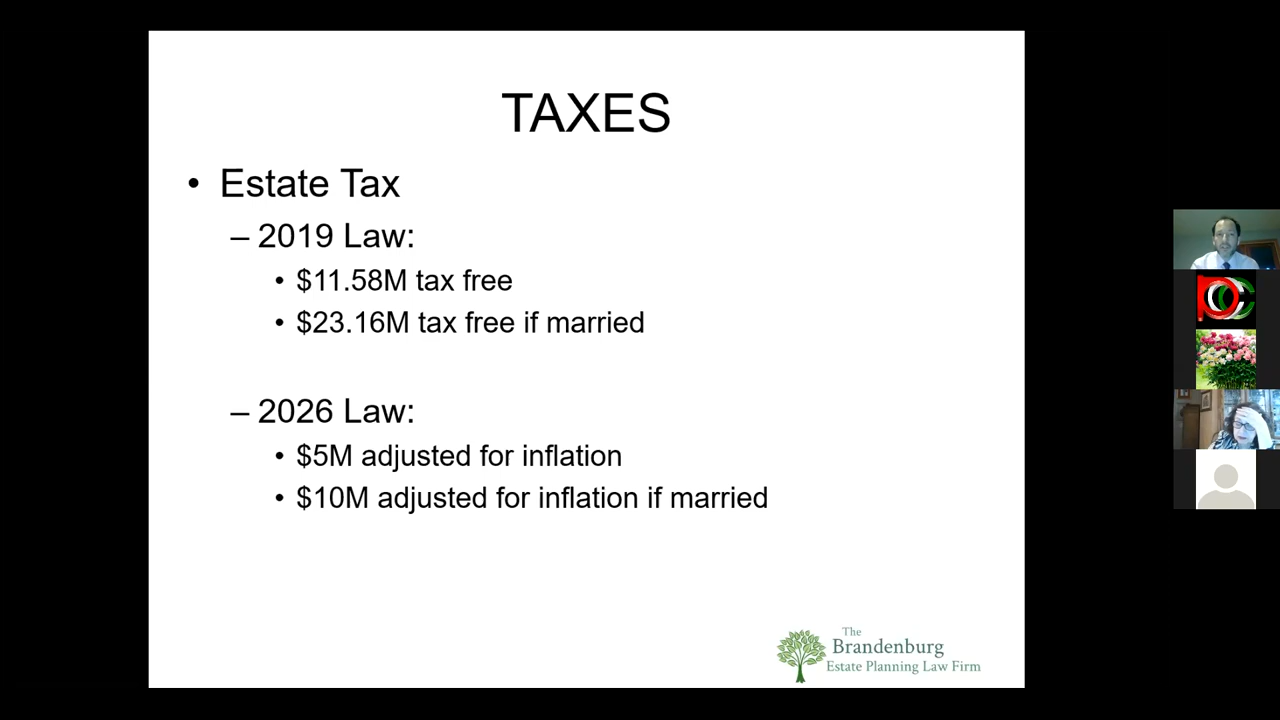 TAXES
• Estate Tax
– 2019 Law:
• $11.58M tax free
• $23.16M tax free if married
– 2026 Law:
• $5M adjusted for inflation
• $10M adjusted for inflation if married
The
Brandenburg
Estate Planning Law Firm